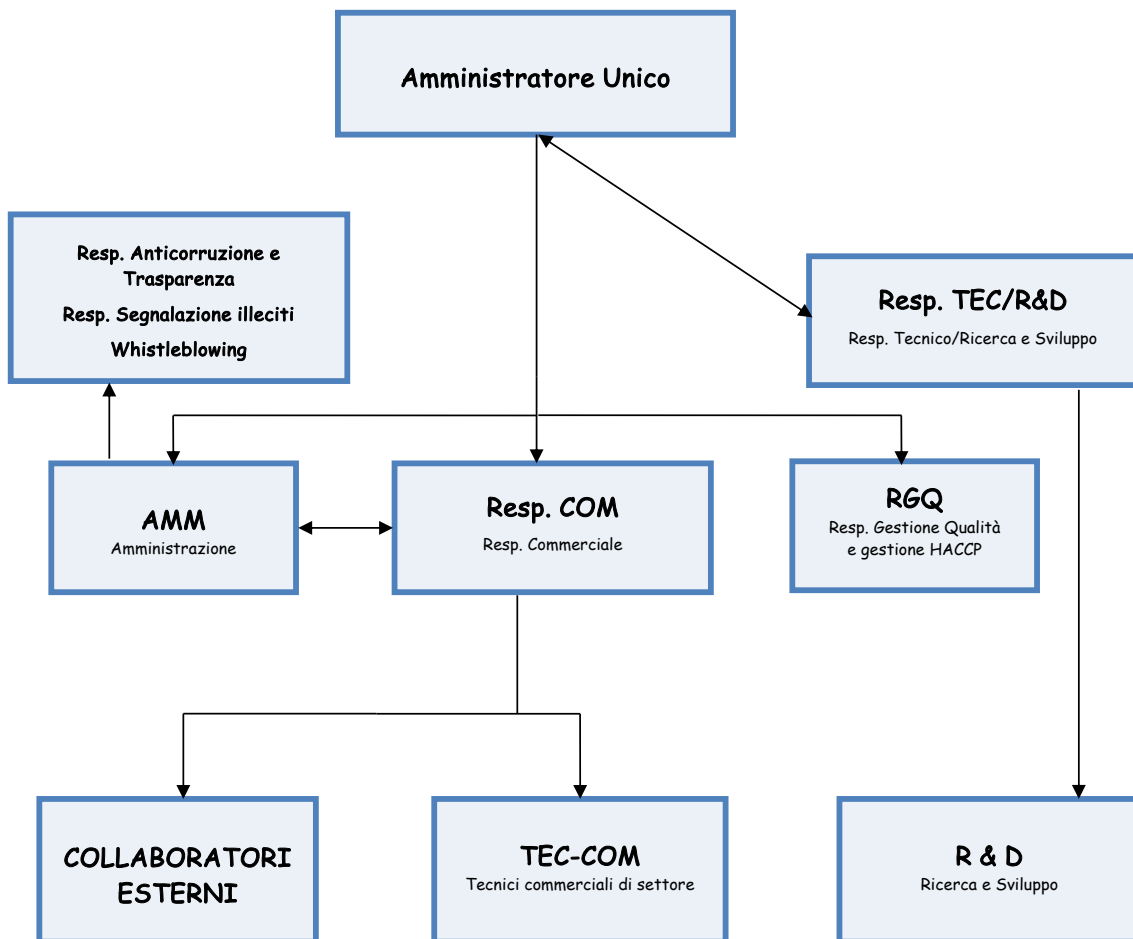 Amministratore Unico
Resp. Anticorruzione e
Trasparenza
Resp. Segnalazione illeciti
Whistleblowing
Resp. TEC/R&D
Resp. Tecnico/Ricerca e Sviluppo
AMM
Amministrazione
Resp. COM
Resp. Commerciale
RGQ
Resp. Gestione Qualità
e gestione HACCP
COLLABORATORI
ESTERNI
TEC-COM
Tecnici commerciali di settore
R & D
Ricerca e Sviluppo